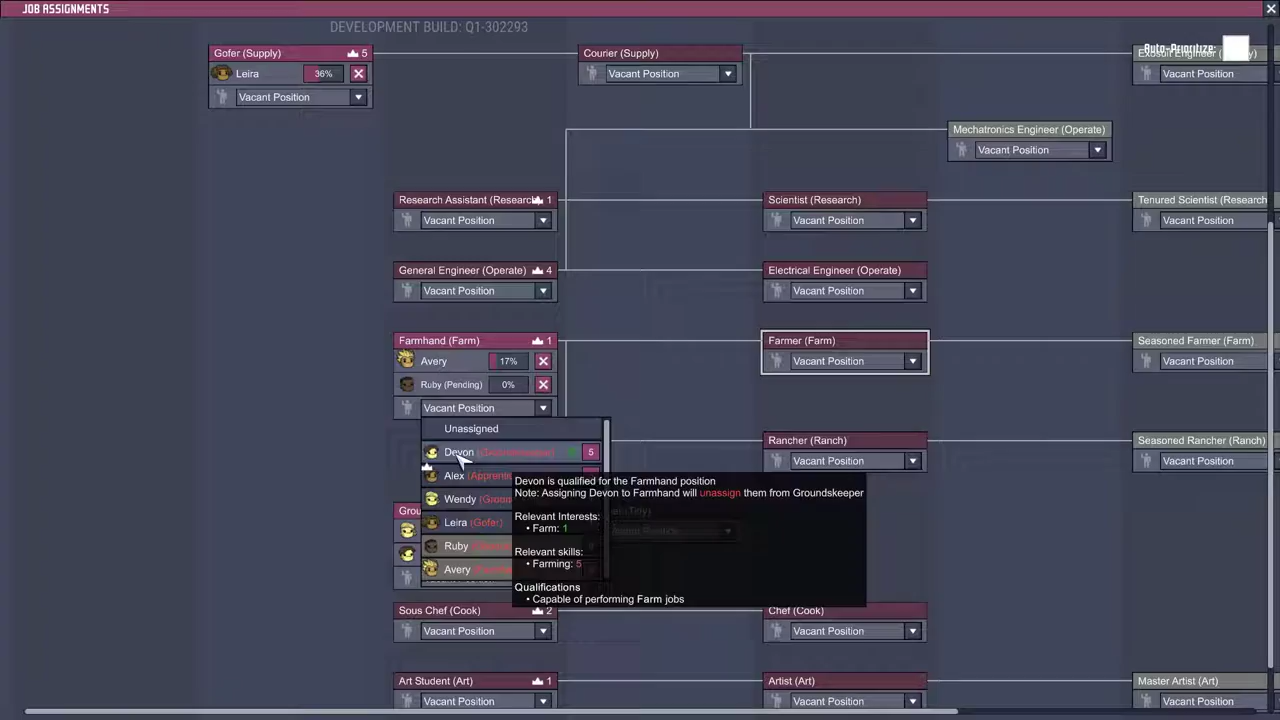 JOB ASSIGNMENTS
DEVELOPMENT BUILD: Q1-302293
Auto-Prioritize:
Gofer (Supply) 5
Leira 36%
Vacant Position
Courier (Supply)
Vacant Position
Exosuit Engineer
Vacant Position
Mechatronics Engineer (Operate)
Vacant Position
Research Assistant (Research 1
Vacant Position
Scientist (Research)
Vacant Position
Tenured Scientist (Research
Vacant Position
General Engineer (Operate) 4
Vacant Position
Electrical Engineer (Operate)
Vacant Position
Farmhand (Farm) 1
Avery 17%
Ruby (Pending) 0%
Vacant Position
Farmer (Farm)
Vacant Position
Seasoned Farmer (Farm)
Vacant Position
Unassigned
Devon 5
Alex (Apprenti
Wendy (Groun
Leira (Gofer)
Ruby
Avery
Rancher (Ranch)
Vacant Position
Seasoned Rancher (Ranch)
Vacant Position
Devon is qualified for the Farmhand position
Note: Assigning Devon to Farmhand will unassign them from Groundskeeper
Relevant Interests:
• Farm: 1
Relevant skills:
• Farming: 5
Qualifications
• Capable of performing Farm jobs
Grou
Sous Chef (Cook) 2
Vacant Position
Chef (Cook)
Vacant Position
Art Student (Art) 1
Vacant Position
Artist (Art)
Vacant Position
Master Artist (Art)
Vacant Position